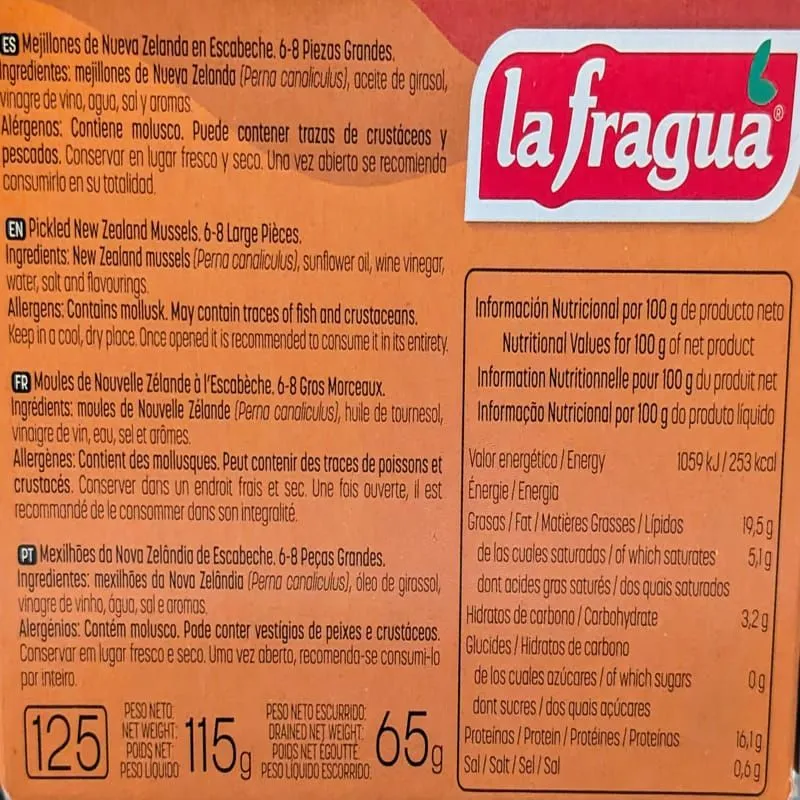 ES Mejillones de Nueva Zelanda en Escabeche. 6-8 Piezas Grandes.
Ingredientes: mejillones de Nueva Zelanda (Perna canaliculus), aceite de girasol,
vinagre de vino, agua, sal y aromas.
Alérgenos: Contiene molusco. Puede contener trazas de crustáceos y
pescados. Conservar en lugar fresco y seco. Una vez abierta se recomienda
consumirlo en su totalidad.
EN Pickled New Zealand Mussels. 6-8 Large Pièces.
Ingredients: New Zealand mussels (Perna canaliculus), sunflower oil, wine vinegar,
water, salt and flavourings.
Allergens: Contains mollusk. May contain traces of fish and crustaceans.
Keep in a cool, dry place. Once opened it is recommended to consume it in its entirety.
FR Moules de Nouvelle Zélande à l'Escabèche. 6-8 Gros Morceaux.
Ingrédients: moules de Nouvelle Zélande (Perna canaliculus), huile de tournesol,
vinaigre de vin, eau, sel et arômes.
Allergènes: Contient des mollusques. Peut contenir des traces de poissons et
crustacés. Conserver dans un endroit frais et sec. Une fois ouverte, il est
recommandé de le consommer dans son integralité.
PT Mexilhões da Nova Zelândia de Escabeche. 6-8 Peças Grandes.
Ingredientes: mexilhões da Nova Zelândia (Perna canaliculus), óleo de girassol,
vinagre de vinho, água, sal e aromas.
Alergénios: Contém molusco. Pode conter vestígios de peixes e crustáceos.
Conservar em lugar fresco e seco. Uma vez aberto, recomenda-se consumi-lo
por inteiro.
125
PESO NETO:
NET WEIGHT:
POIDS NET:
PESO LÍQUIDO:
115g
PESO NETO ESCURRIDO:
DRAINED NET WEIGHT:
POIDS NET ÉGOUTTÉ:
PESO LÍQUIDO ESCORRIDO:
65g
la fragua®
Información Nutricional por 100 g de producto neto
Nutritional Values for 100 g of net product
Information Nutritionnelle pour 100 g du produit net
Informação Nutricional por 100 g do produto líquido
Valor energético / Energy 1059 kJ / 253 kcal
Énergie / Energia
Grasas / Fat / Matières Grasses / Lípidos 19,5 g
de las cuales saturadas / of which saturates 5,1 g
dont acides gras saturés / dos quais saturados
Hidratos de carbono / Carbohydrate 3,2 g
Glucides / Hidratos de carbono
de los cuales azúcares / of which sugars 0 g
dont sucres / dos quais açúcares
Proteínas / Protein / Protéines / Proteínas 16,1 g
Sal / Salt / Sel / Sal 0,6 g